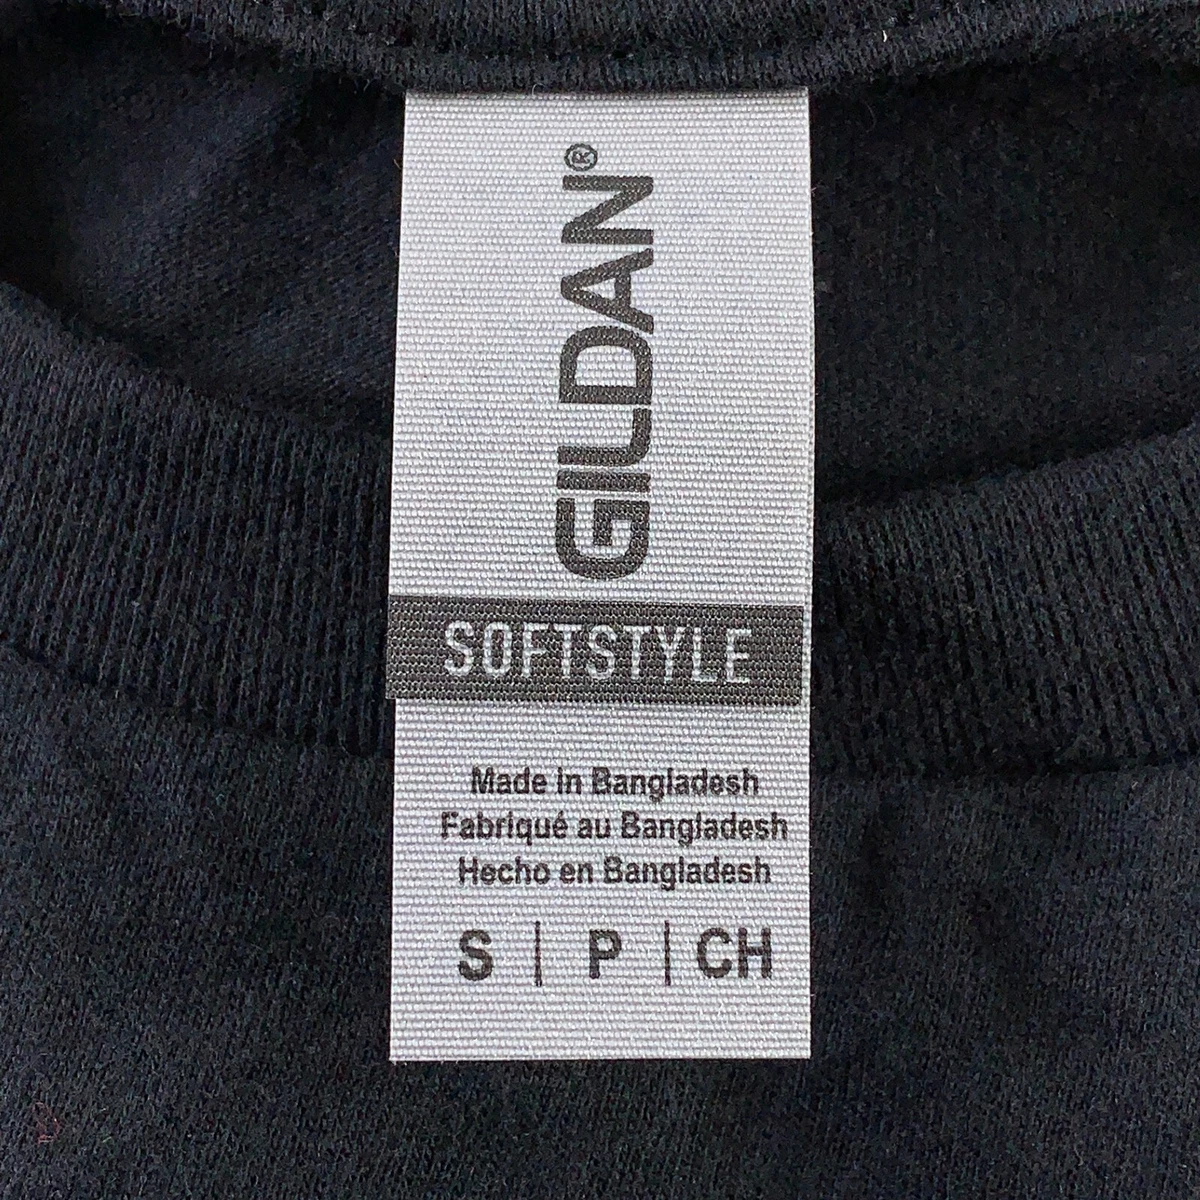 GILDAN®
SOFTSTYLE
Made in Bangladesh
Fabriqué au Bangladesh
Hecho en Bangladesh
S | P | CH